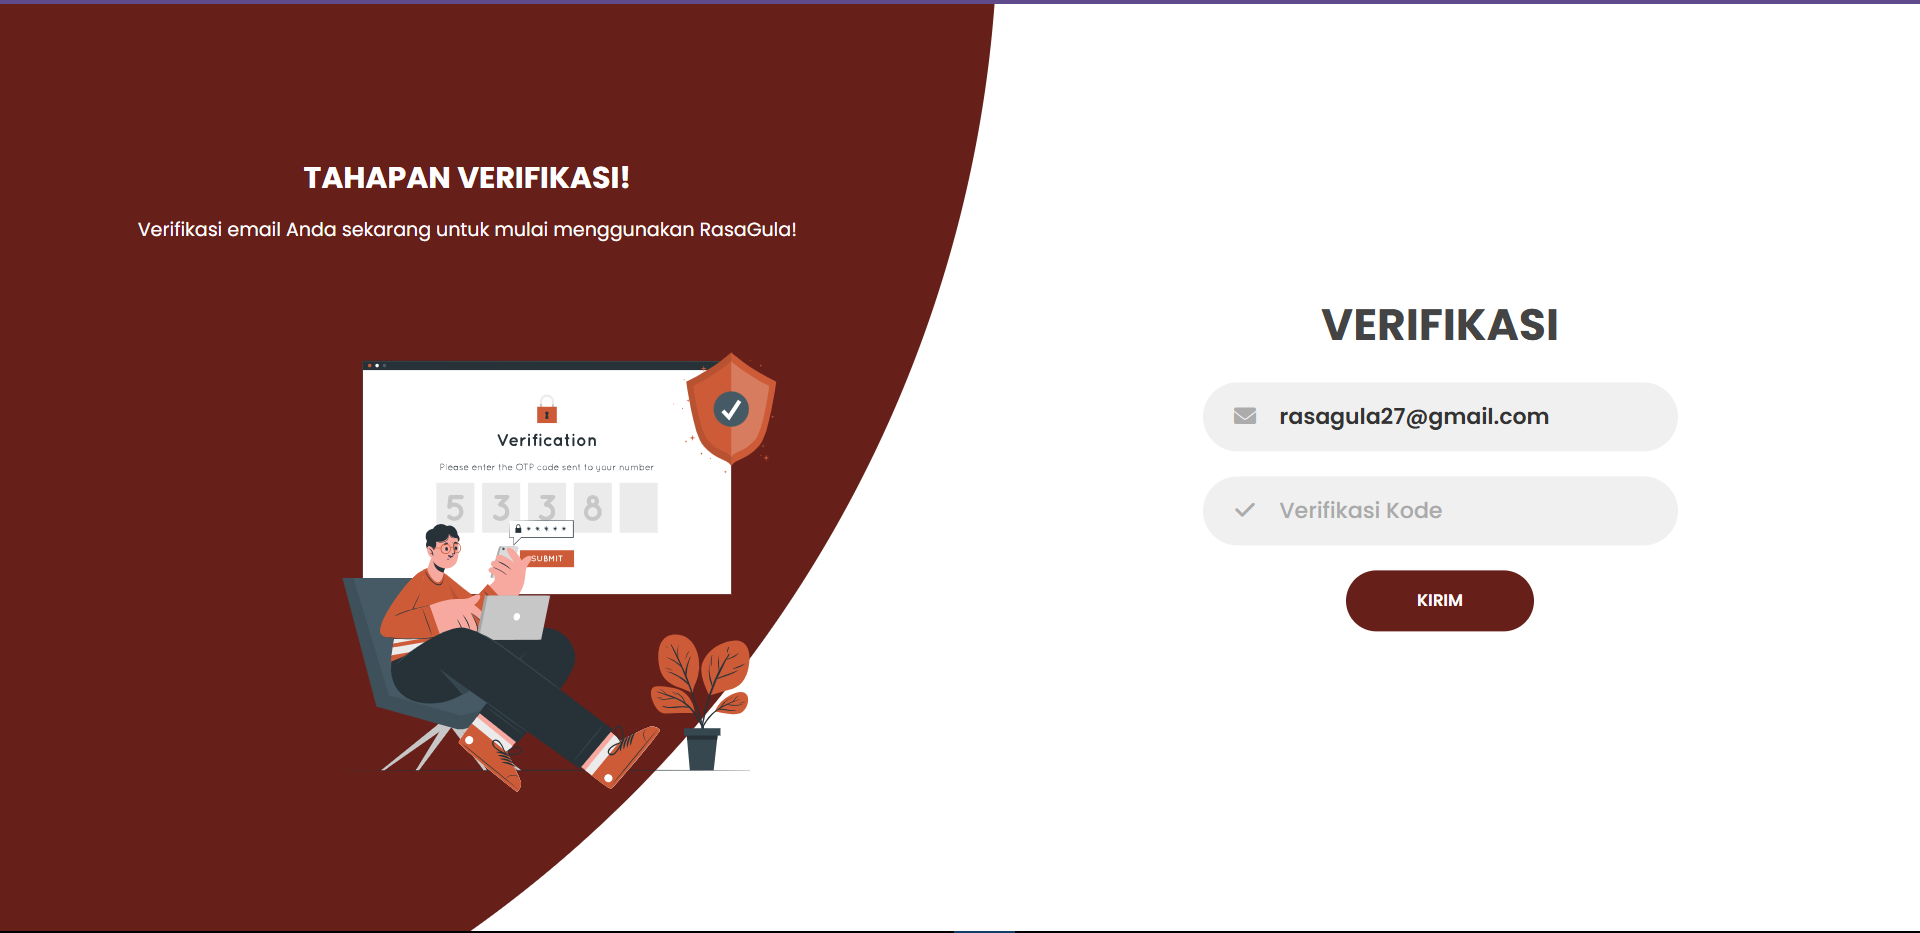 TAHAPAN VERIFIKASI!
Verifikasi email Anda sekarang untuk mulai menggunakan RasaGula!
Verification
Please enter the OTP code sent to your number
5 3 3 8
* * * * *
SUBMIT
VERIFIKASI
rasagula27@gmail.com
Verifikasi Kode
KIRIM